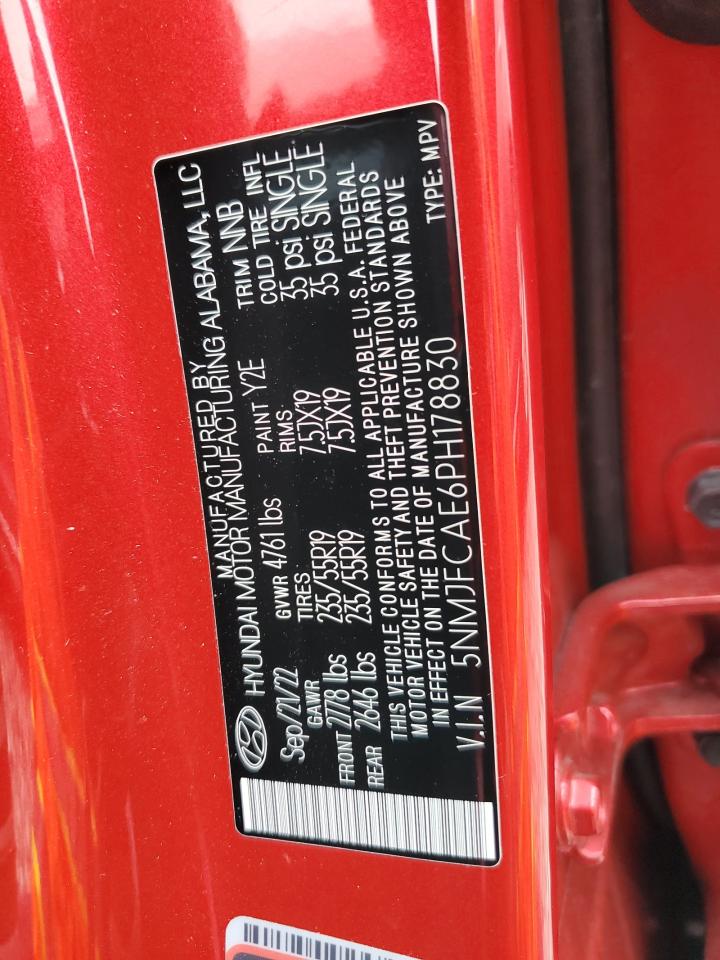 MANUFACTURED BY
HYUNDAI MOTOR MANUFACTURING ALABAMA, LLC
Sep/21/22 GVWR 4761 lbs PAINT Y2E TRIM NNB
GAWR TIRES RIMS COLD TIRE INFL
FRONT 2778 lbs 235/55R19 7.5JX19 35 psi SINGLE
REAR 2646 lbs 235/55R19 7.5JX19 35 psi SINGLE
THIS VEHICLE CONFORMS TO ALL APPLICABLE U.S.A. FEDERAL
MOTOR VEHICLE SAFETY AND THEFT PREVENTION STANDARDS
IN EFFECT ON THE DATE OF MANUFACTURE SHOWN ABOVE
V.I.N 5NMJFCAE6PH178830 TYPE: MPV